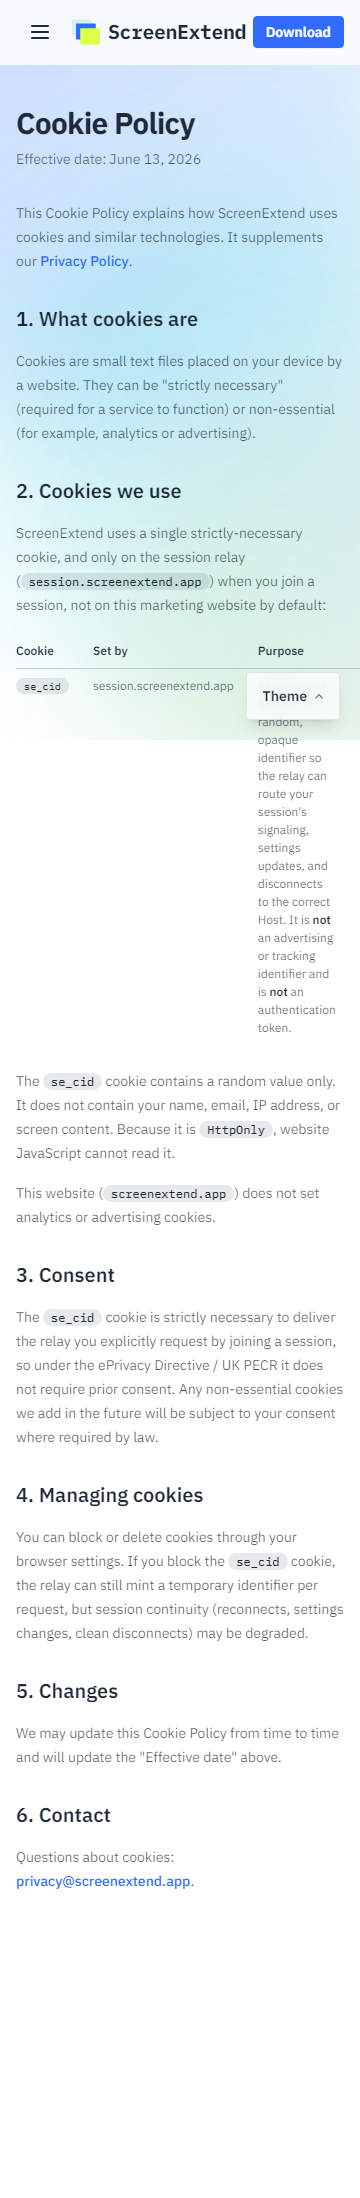 ScreenExtend
Download
Cookie Policy
Effective date: June 13, 2026
This Cookie Policy explains how ScreenExtend uses
cookies and similar technologies. It supplements
our Privacy Policy.
1. What cookies are
Cookies are small text files placed on your device by
a website. They can be "strictly necessary"
(required for a service to function) or non-essential
(for example, analytics or advertising).
2. Cookies we use
ScreenExtend uses a single strictly-necessary
cookie, and only on the session relay
(session.screenextend.app) when you join a
session, not on this marketing website by default:
Cookie Set by Purpose
se_cid session.screenextend.app
Theme
random,
opaque
identifier so
the relay can
route your
session's
signaling,
settings
updates, and
disconnects
to the correct
Host. It is not
an advertising
or tracking
identifier and
is not an
authentication
token.
The se_cid cookie contains a random value only.
It does not contain your name, email, IP address, or
screen content. Because it is HttpOnly, website
JavaScript cannot read it.
This website (screenextend.app) does not set
analytics or advertising cookies.
3. Consent
The se_cid cookie is strictly necessary to deliver
the relay you explicitly request by joining a session,
so under the ePrivacy Directive / UK PECR it does
not require prior consent. Any non-essential cookies
we add in the future will be subject to your consent
where required by law.
4. Managing cookies
You can block or delete cookies through your
browser settings. If you block the se_cid cookie,
the relay can still mint a temporary identifier per
request, but session continuity (reconnects, settings
changes, clean disconnects) may be degraded.
5. Changes
We may update this Cookie Policy from time to time
and will update the "Effective date" above.
6. Contact
Questions about cookies:
privacy@screenextend.app.